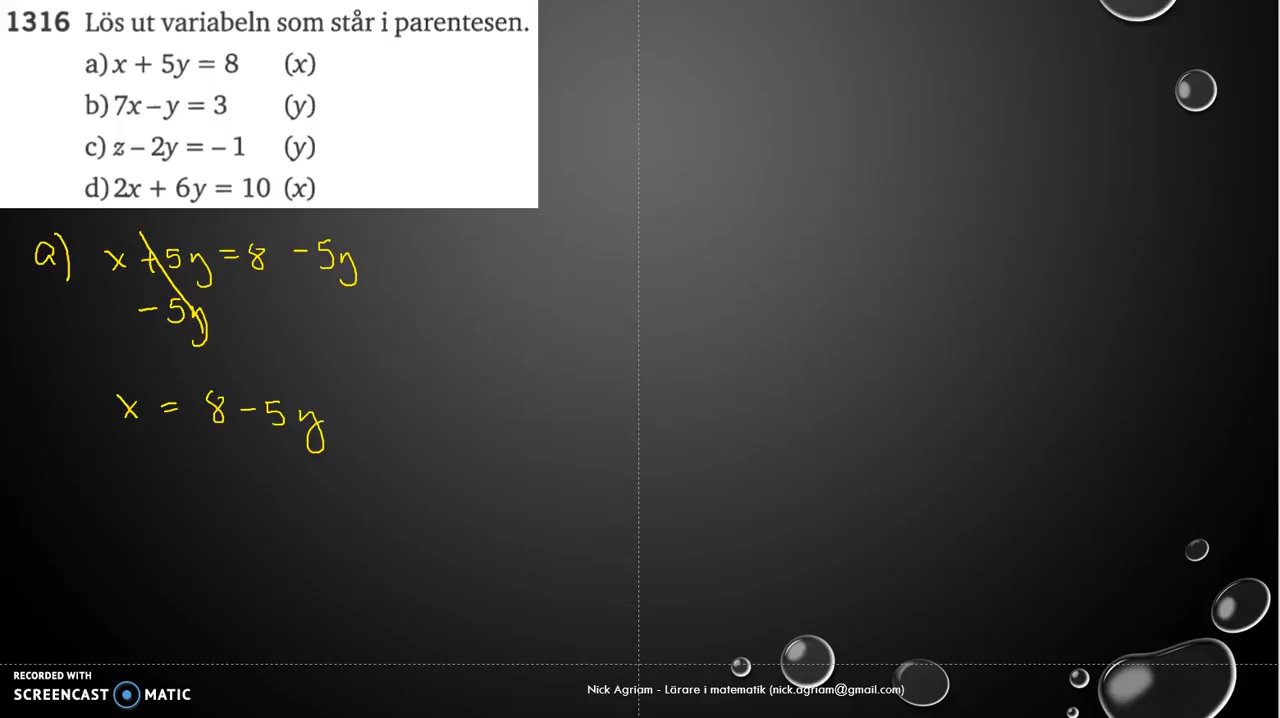 1316 Lös ut variabeln som står i parentesen.
a) x + 5y = 8 (x)
b) 7x – y = 3 (y)
c) z – 2y = – 1 (y)
d) 2x + 6y = 10 (x)
a) x + 5y = 8 - 5y
- 5y
x = 8 - 5y
RECORDED WITH
SCREENCAST MATIC
Nick Agriam - Lärare i matematik (nick.agriam@gmail.com)